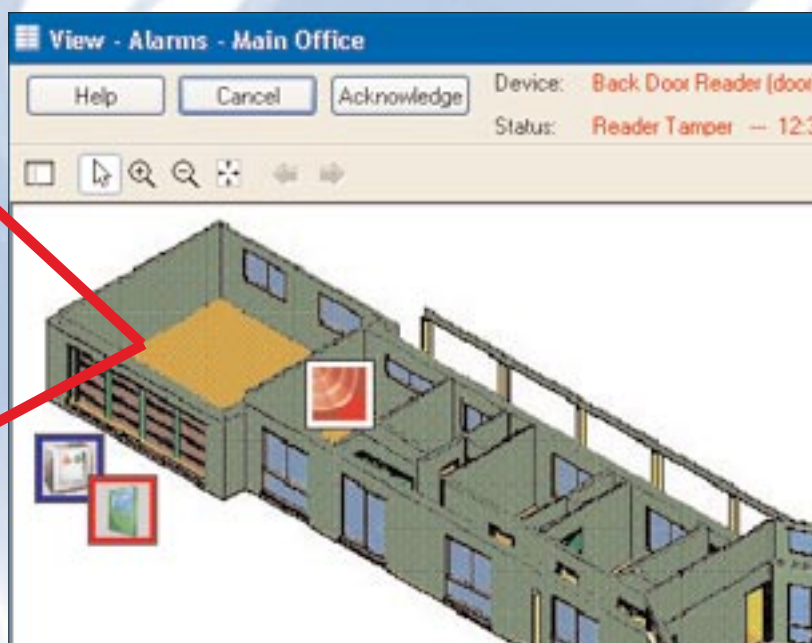 View - Alarms - Main Office
Help Cancel Acknowledge
Device: Back Door Reader (door
Status: Reader Tamper -- 12:3